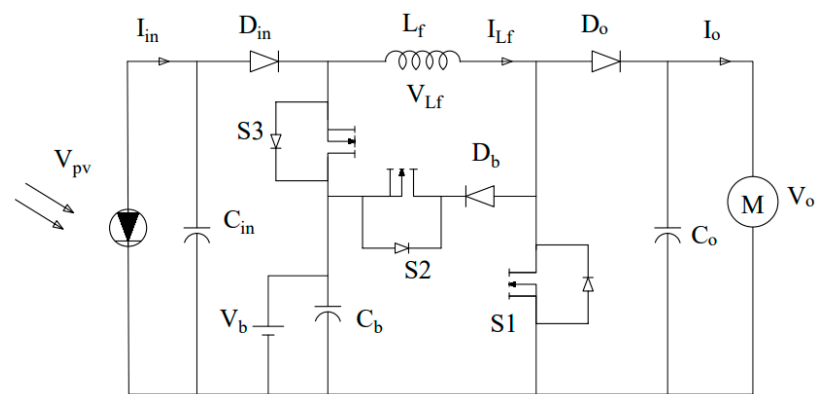 I_in D_in L_f I_Lf D_o I_o
V_Lf
S3
V_pv D_b
M V_o
C_in C_o
S2
V_b C_b S1